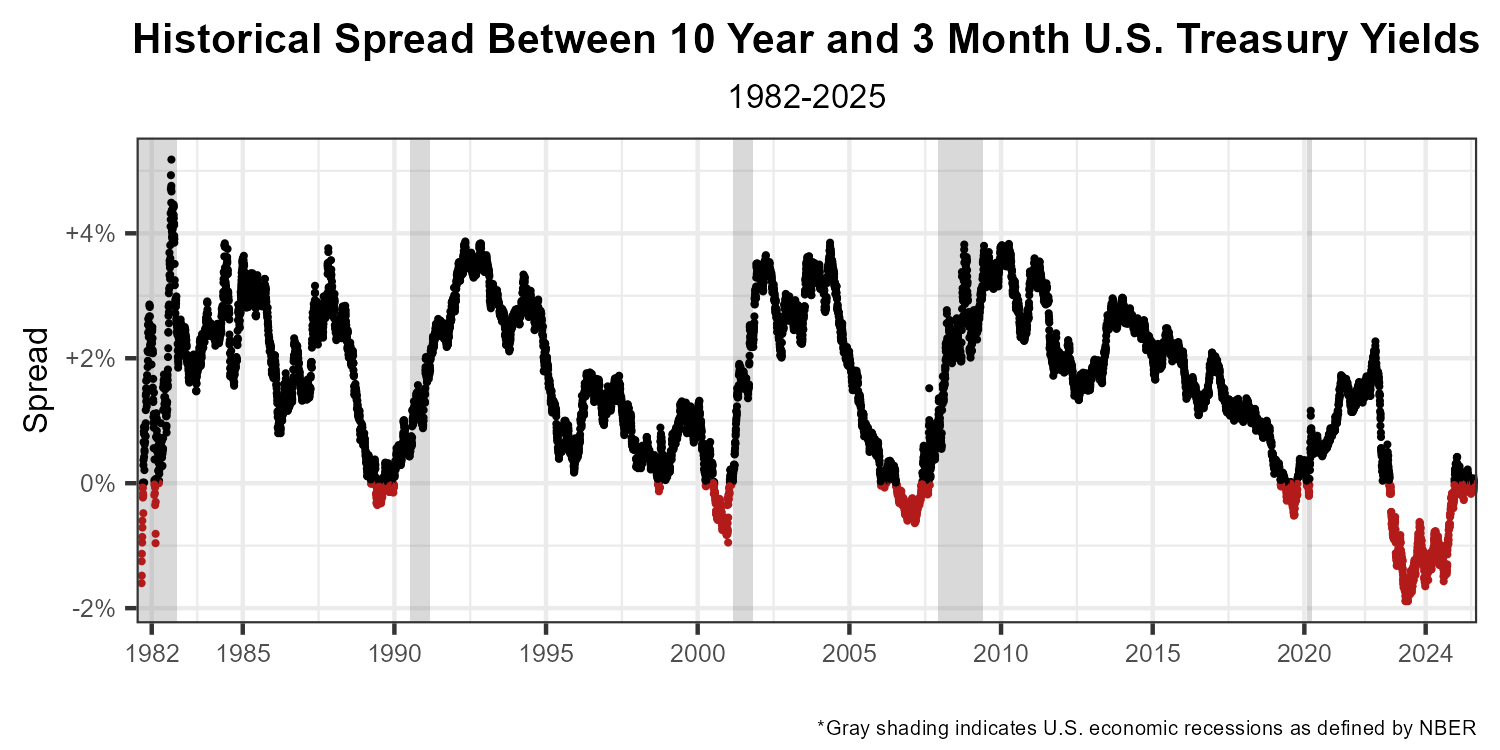 Historical Spread Between 10 Year and 3 Month U.S. Treasury Yields
1982-2025
Spread
+4%
+2%
0%
-2%
1982 1985 1990 1995 2000 2005 2010 2015 2020 2024
*Gray shading indicates U.S. economic recessions as defined by NBER